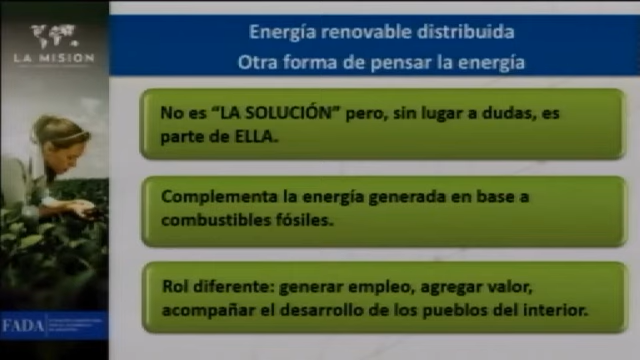 LA MISION
Energía renovable distribuida
Otra forma de pensar la energía
No es “LA SOLUCIÓN” pero, sin lugar a dudas, es
parte de ELLA.
Complementa la energía generada en base a
combustibles fósiles.
Rol diferente: generar empleo, agregar valor,
acompañar el desarrollo de los pueblos del interior.
FADA